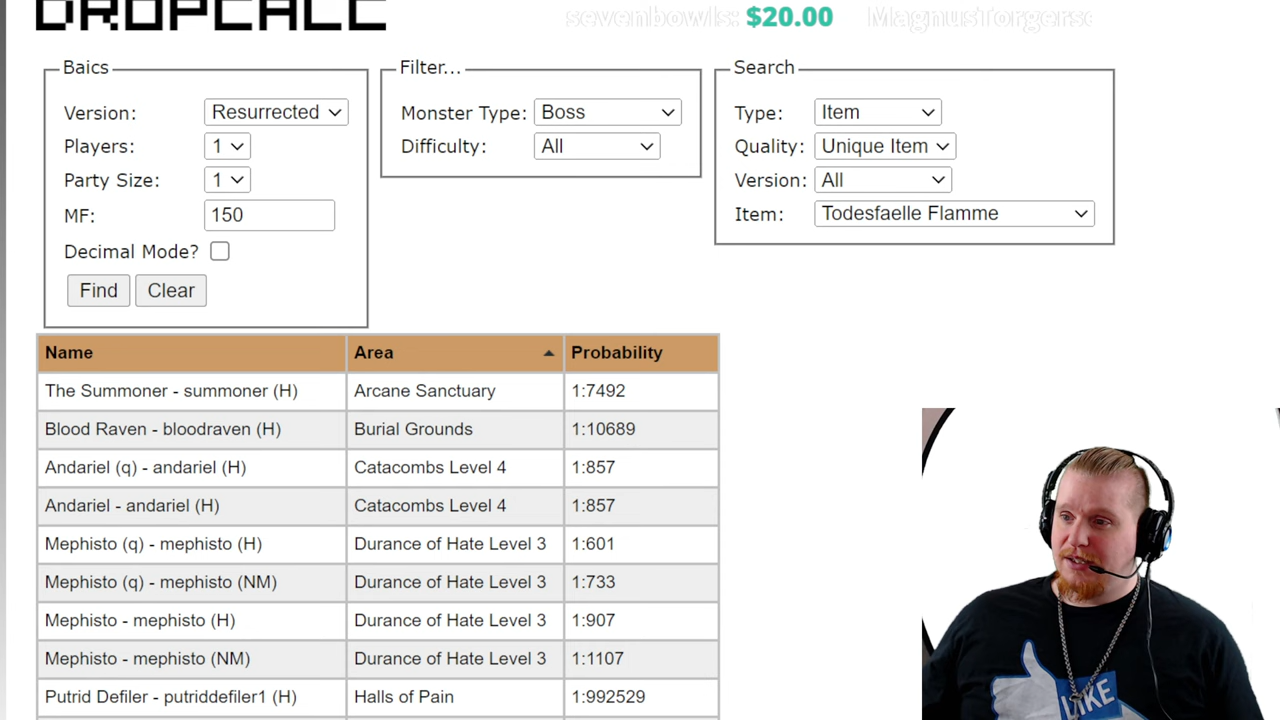 DROPCALC
sevenbowls: $20.00 MagnusTorgerse
Baics
Version: Resurrected
Players: 1
Party Size: 1
MF: 150
Decimal Mode?
Find Clear
Filter...
Monster Type: Boss
Difficulty: All
Search
Type: Item
Quality: Unique Item
Version: All
Item: Todesfaelle Flamme
Name Area Probability
The Summoner - summoner (H) Arcane Sanctuary 1:7492
Blood Raven - bloodraven (H) Burial Grounds 1:10689
Andariel (q) - andariel (H) Catacombs Level 4 1:857
Andariel - andariel (H) Catacombs Level 4 1:857
Mephisto (q) - mephisto (H) Durance of Hate Level 3 1:601
Mephisto (q) - mephisto (NM) Durance of Hate Level 3 1:733
Mephisto - mephisto (H) Durance of Hate Level 3 1:907
Mephisto - mephisto (NM) Durance of Hate Level 3 1:1107
Putrid Defiler - putriddefiler1 (H) Halls of Pain 1:992529
LIKE